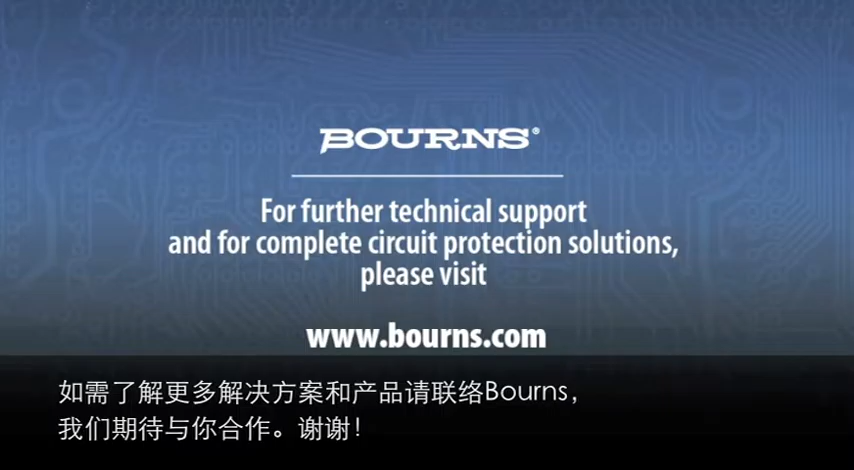 BOURNS®
For further technical support
and for complete circuit protection solutions,
please visit
www.bourns.com
如需了解更多解决方案和产品请联络Bourns，
我们期待与你合作。谢谢！